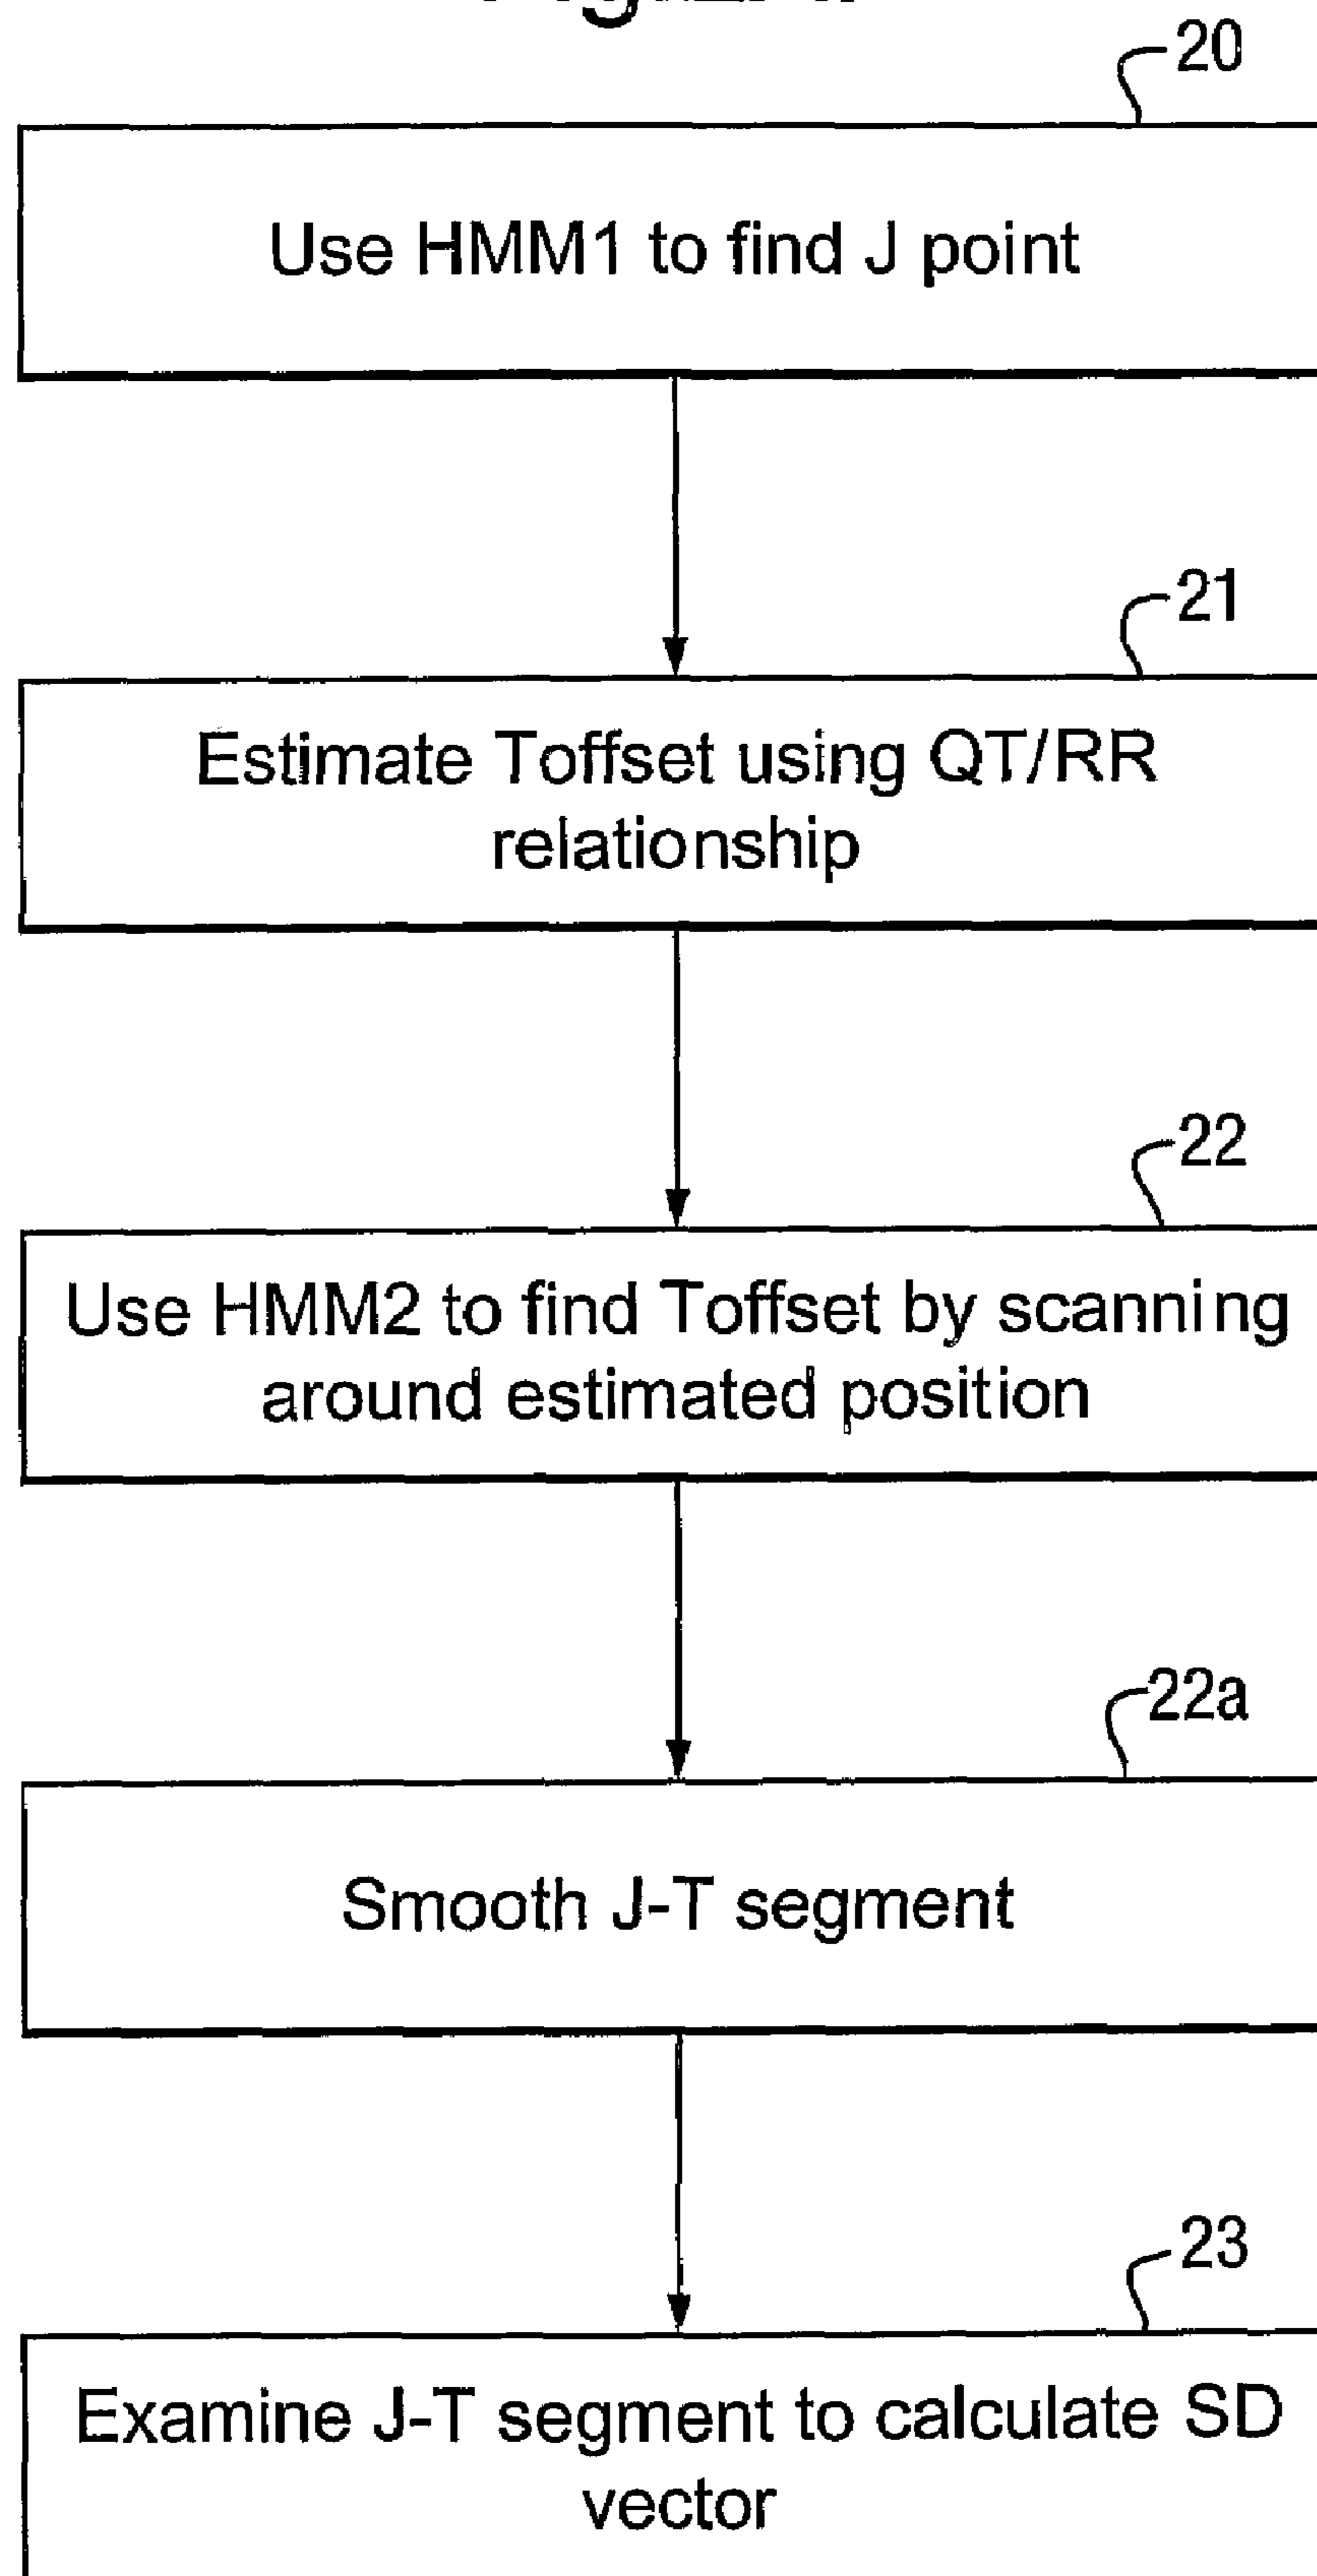 20
Use HMM1 to find J point
21
Estimate Toffset using QT/RR
relationship
22
Use HMM2 to find Toffset by scanning
around estimated position
22a
Smooth J-T segment
23
Examine J-T segment to calculate SD
vector